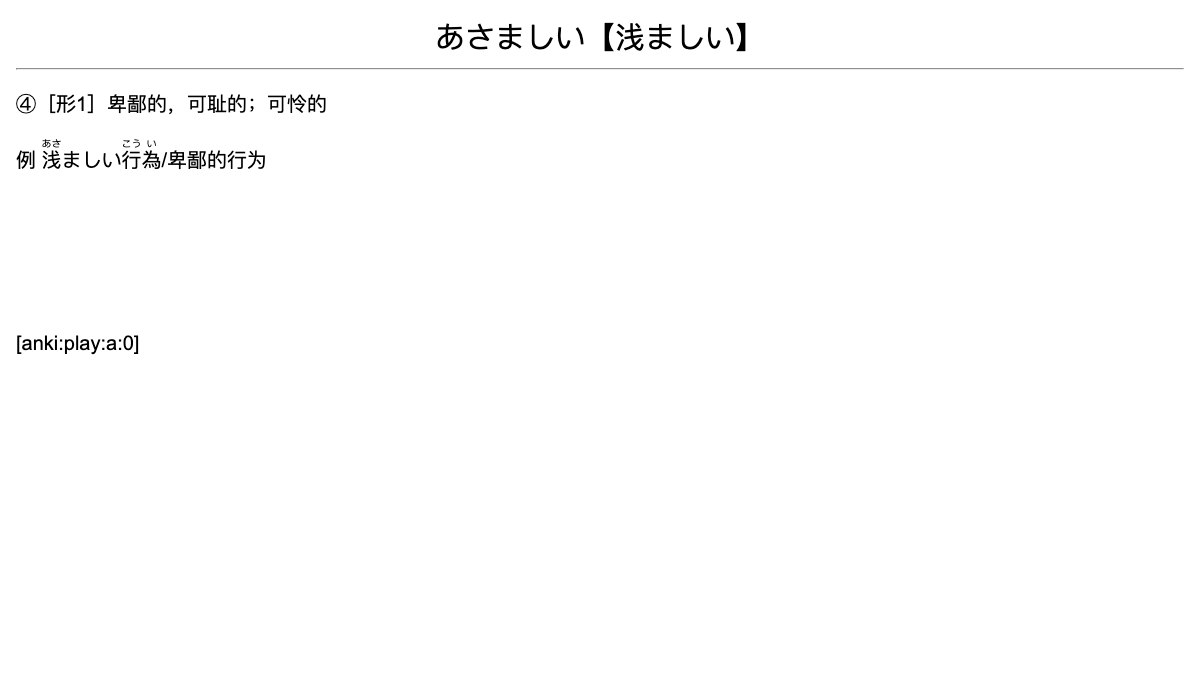 あさましい【浅ましい】
④［形1］卑鄙的，可耻的；可怜的
あさ こう い
例 浅ましい行為/卑鄙的行为
[anki:play:a:0]